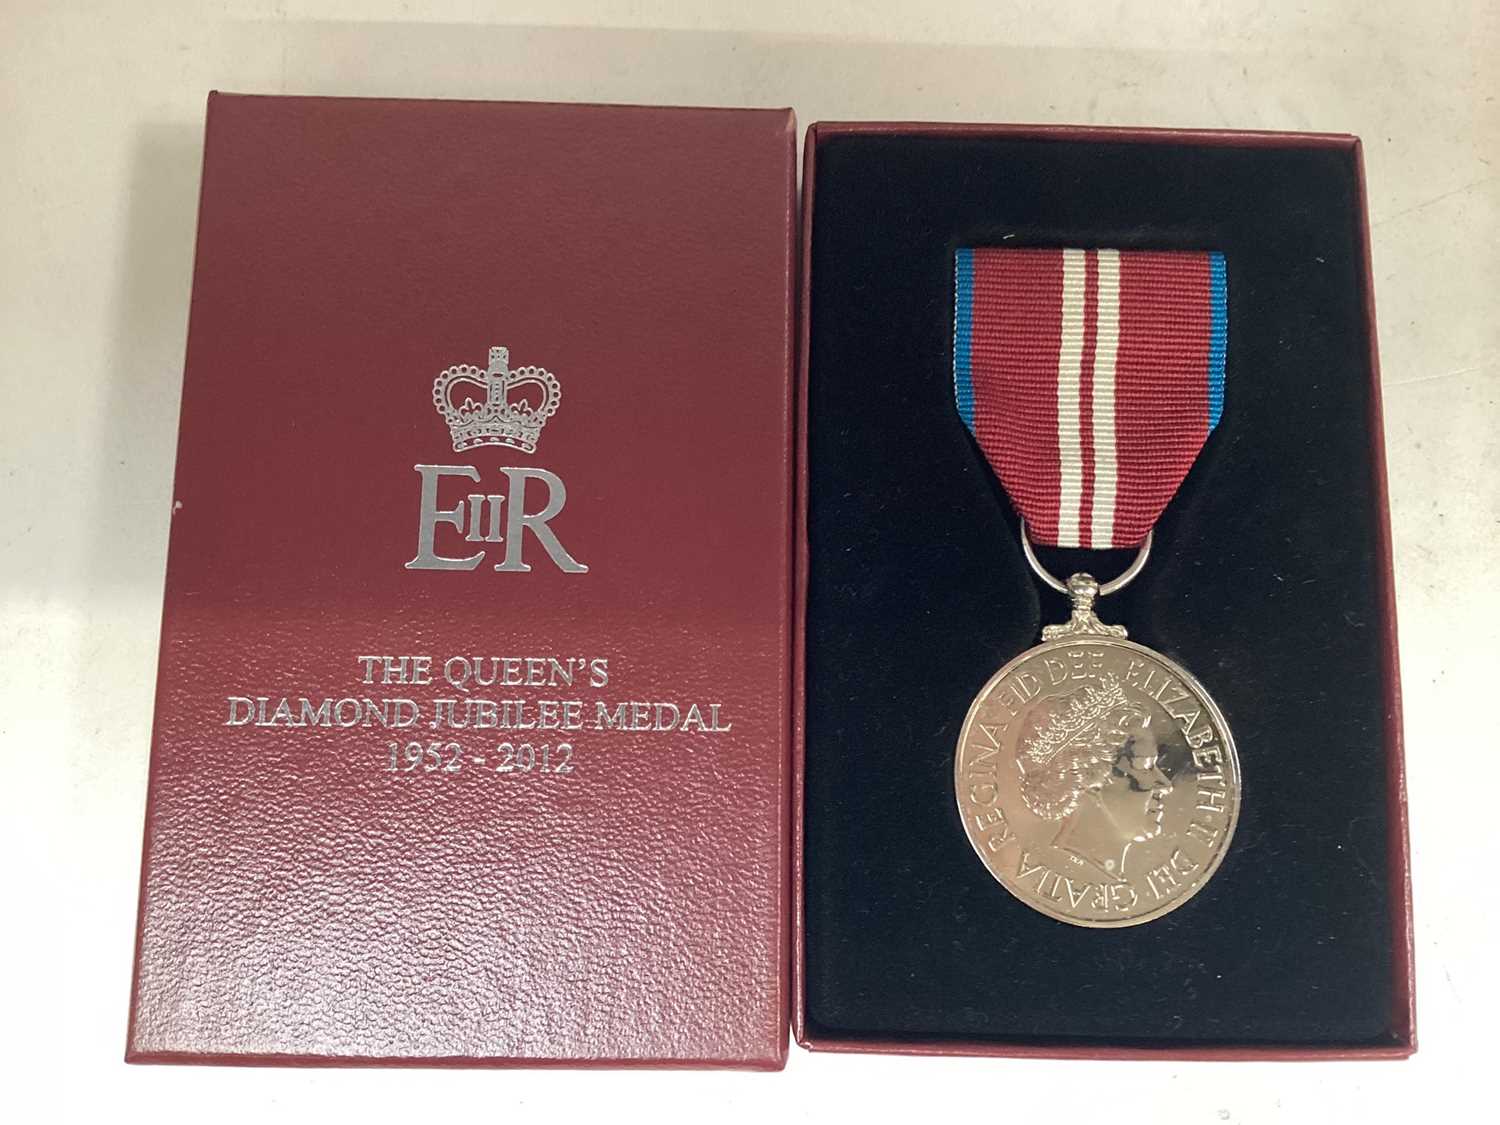 EIIR
THE QUEEN'S
DIAMOND JUBILEE MEDAL
1952 - 2012
ELIZABETH · II DEI · GRATIA REGINA FID DEF